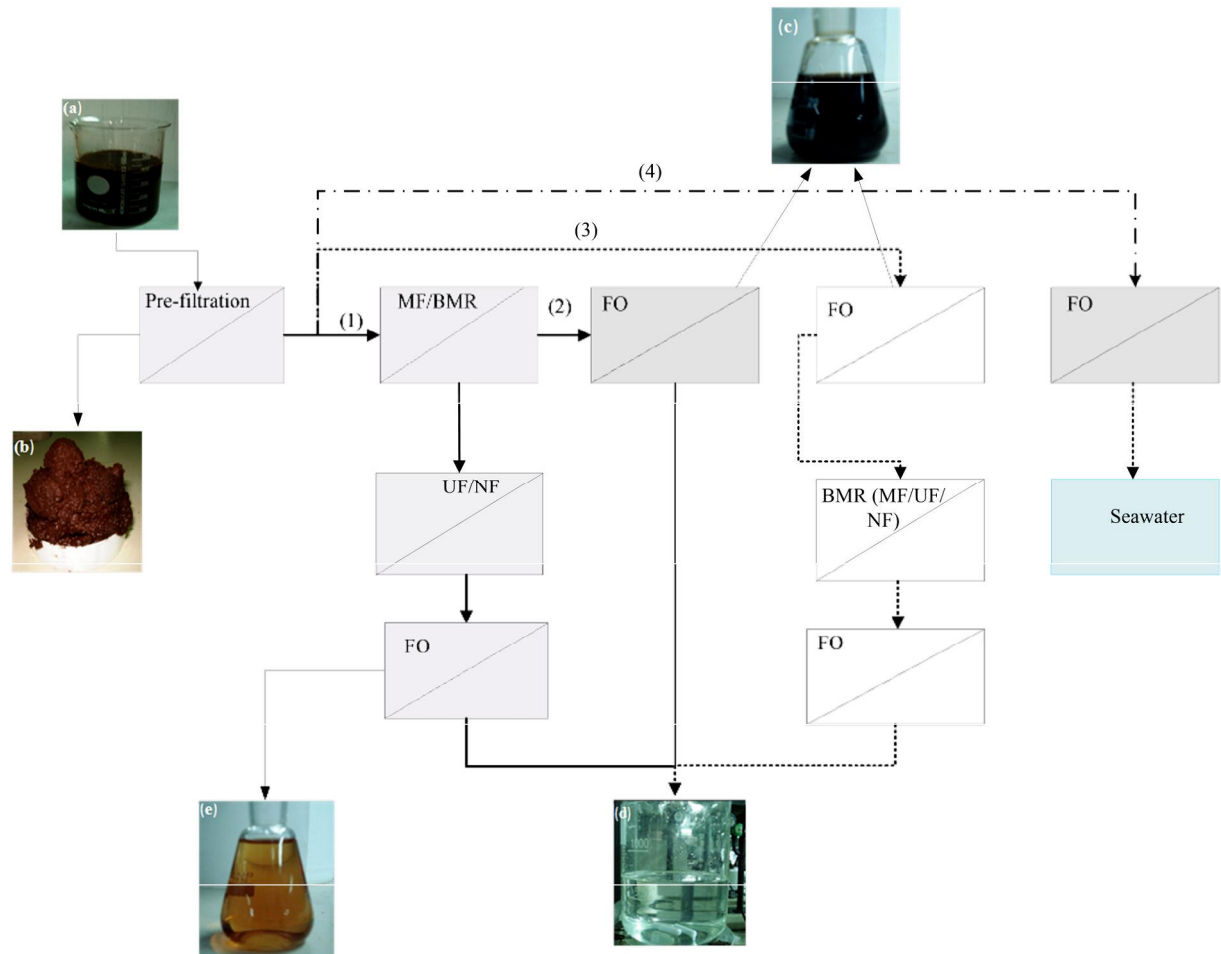 (c)
(a)
(4)
(3)
Pre-filtration
MF/BMR
(2)
FO
FO
FO
(1)
(b)
UF/NF
BMR (MF/UF/
NF)
Seawater
FO
FO
(e)
(d)
1000